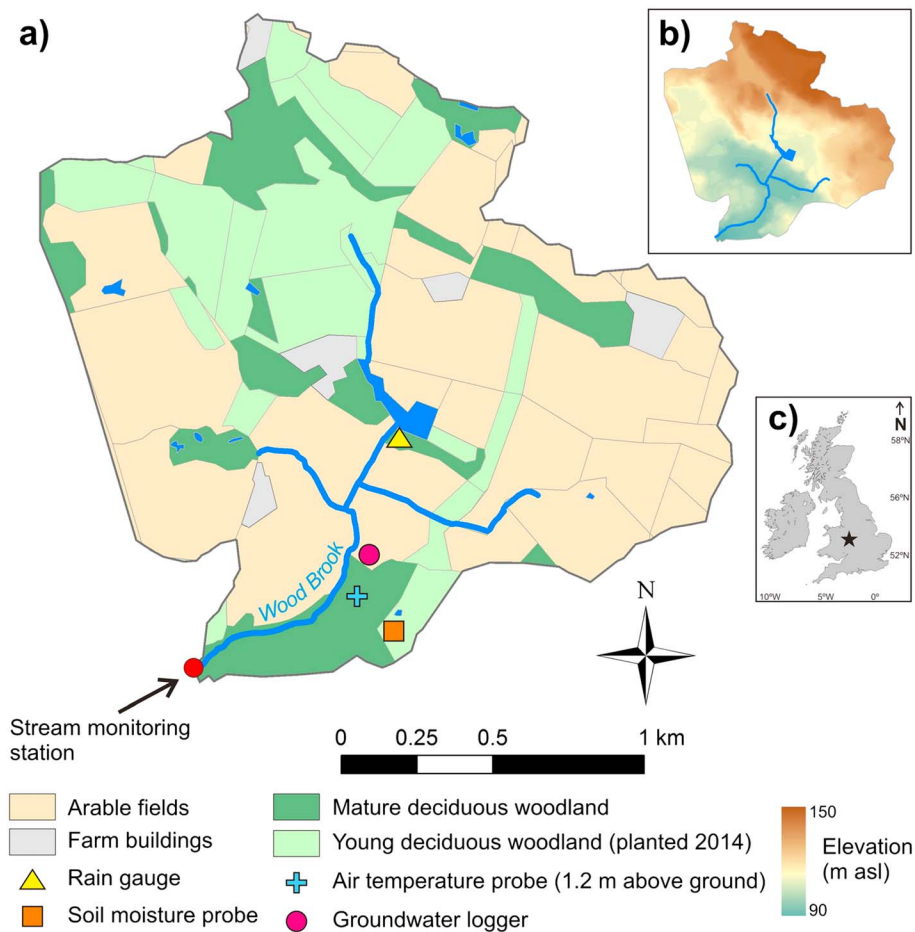 a)
b)
c)
N
58°N
56°N
52°N
10°W
5°W
0°
Wood Brook
N
Stream monitoring
station
0
0.25
0.5
1 km
Arable fields
Farm buildings
Rain gauge
Soil moisture probe
Mature deciduous woodland
Young deciduous woodland (planted 2014)
Air temperature probe (1.2 m above ground)
Groundwater logger
150
90
Elevation
(m asl)